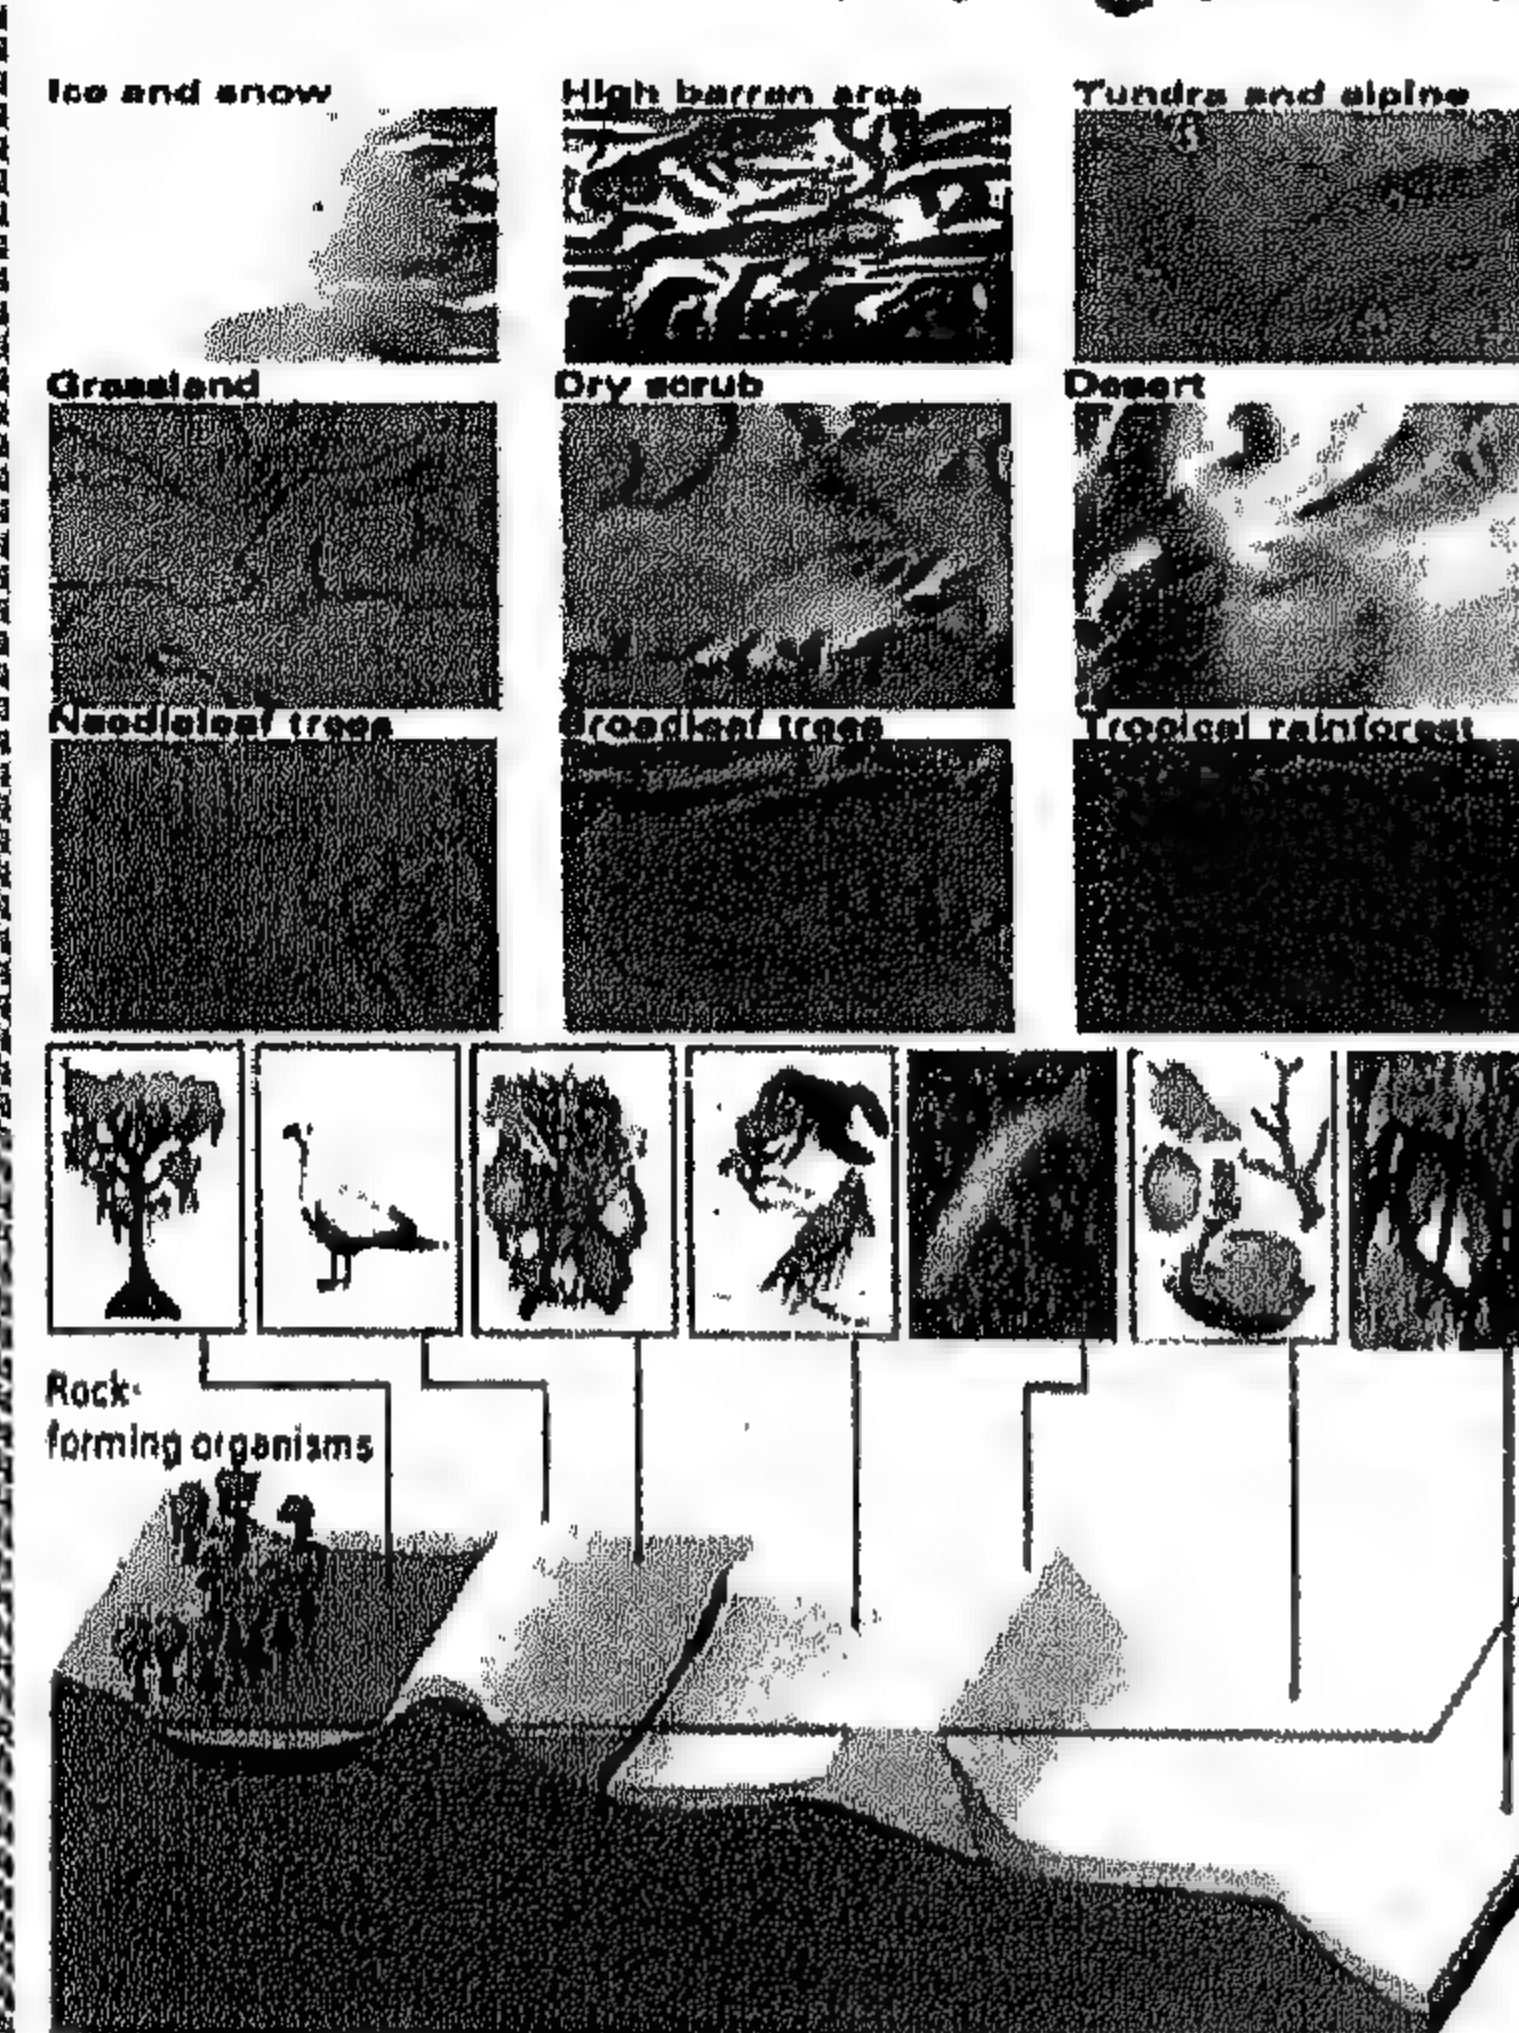 Ice and snow
High barren area
Tundra and alpine
Grassland
Dry scrub
Desert
Needleleaf trees
Broadleaf trees
Tropical rainforest
Rock-
forming organisms